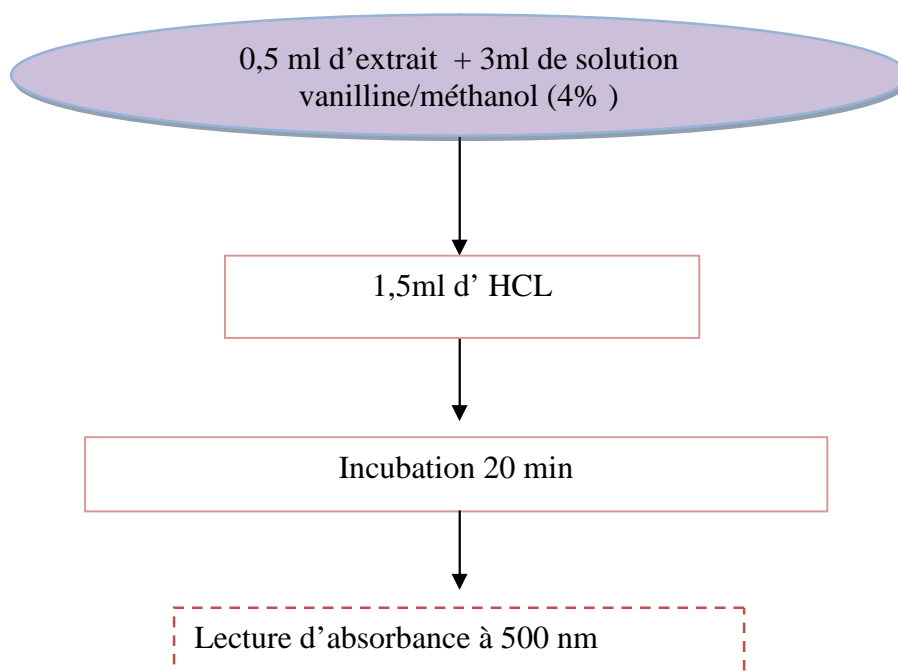 0,5 ml d’extrait + 3ml de solution
vanilline/méthanol (4% )
1,5ml d’ HCL
Incubation 20 min
Lecture d’absorbance à 500 nm